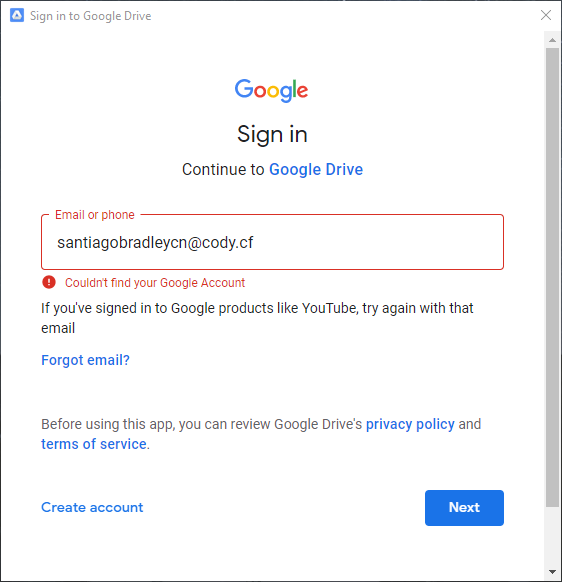 Sign in to Google Drive
Google
Sign in
Continue to Google Drive
Email or phone
santiagobradleycn@cody.cf
Couldn't find your Google Account
If you've signed in to Google products like YouTube, try again with that
email
Forgot email?
Before using this app, you can review Google Drive's privacy policy and
terms of service.
Create account
Next